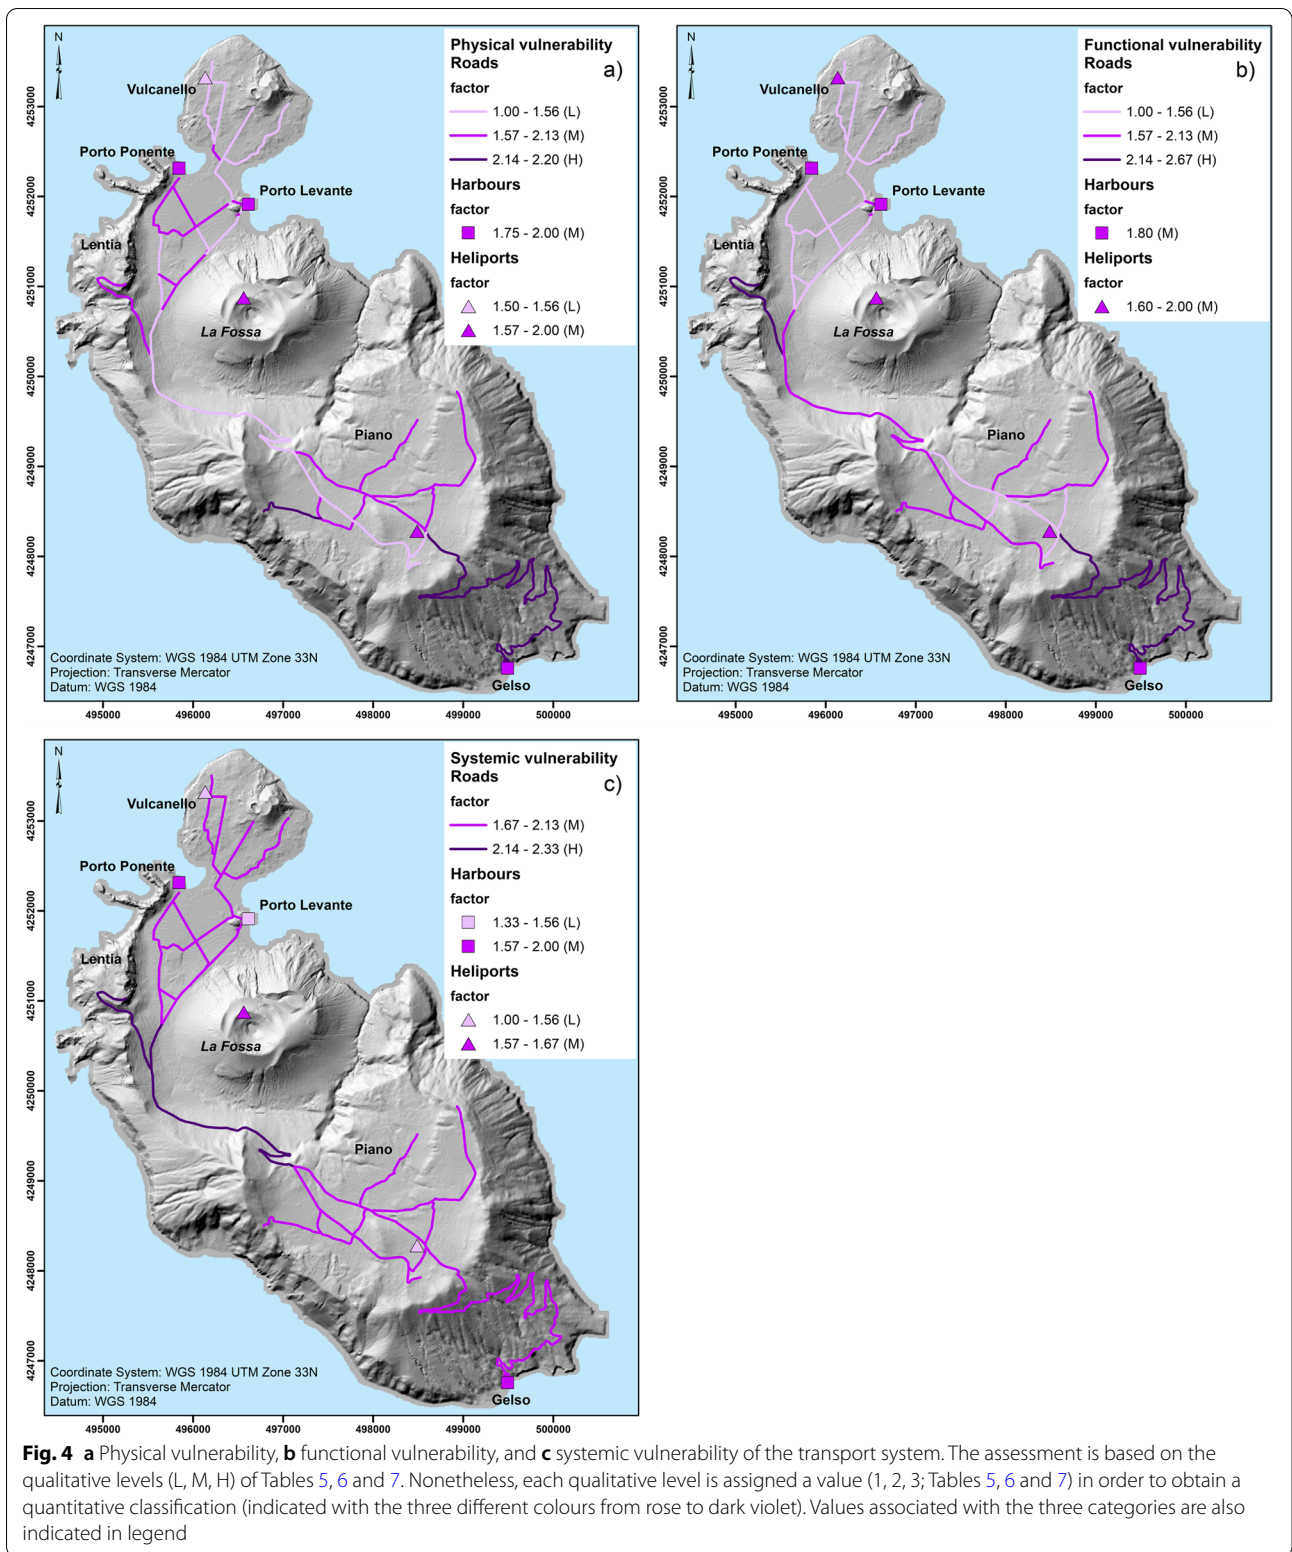 N
Physical vulnerability
Roads
a)
factor
1.00 - 1.56 (L)
1.57 - 2.13 (M)
2.14 - 2.20 (H)
Harbours
factor
1.75 - 2.00 (M)
Heliports
factor
1.50 - 1.56 (L)
1.57 - 2.00 (M)
Vulcanello
Porto Ponente
Porto Levante
Lentia
La Fossa
Piano
Gelso
4253000
4252000
4251000
4250000
4249000
4248000
4247000
Coordinate System: WGS 1984 UTM Zone 33N
Projection: Transverse Mercator
Datum: WGS 1984
495000 496000 497000 498000 499000 500000
N
Functional vulnerability
Roads
b)
factor
1.00 - 1.56 (L)
1.57 - 2.13 (M)
2.14 - 2.67 (H)
Harbours
factor
1.80 (M)
Heliports
factor
1.60 - 2.00 (M)
Vulcanello
Porto Ponente
Porto Levante
Lentia
La Fossa
Piano
Gelso
4253000
4252000
4251000
4250000
4249000
4248000
4247000
Coordinate System: WGS 1984 UTM Zone 33N
Projection: Transverse Mercator
Datum: WGS 1984
495000 496000 497000 498000 499000 500000
N
Systemic vulnerability
Roads
c)
factor
1.67 - 2.13 (M)
2.14 - 2.33 (H)
Harbours
factor
1.33 - 1.56 (L)
1.57 - 2.00 (M)
Heliports
factor
1.00 - 1.56 (L)
1.57 - 1.67 (M)
Vulcanello
Porto Ponente
Porto Levante
Lentia
La Fossa
Piano
Gelso
4253000
4252000
4251000
4250000
4249000
4248000
4247000
Coordinate System: WGS 1984 UTM Zone 33N
Projection: Transverse Mercator
Datum: WGS 1984
495000 496000 497000 498000 499000 500000
Fig. 4 a Physical vulnerability, b functional vulnerability, and c systemic vulnerability of the transport system. The assessment is based on the
qualitative levels (L, M, H) of Tables 5, 6 and 7. Nonetheless, each qualitative level is assigned a value (1, 2, 3; Tables 5, 6 and 7) in order to obtain a
quantitative classification (indicated with the three different colours from rose to dark violet). Values associated with the three categories are also
indicated in legend